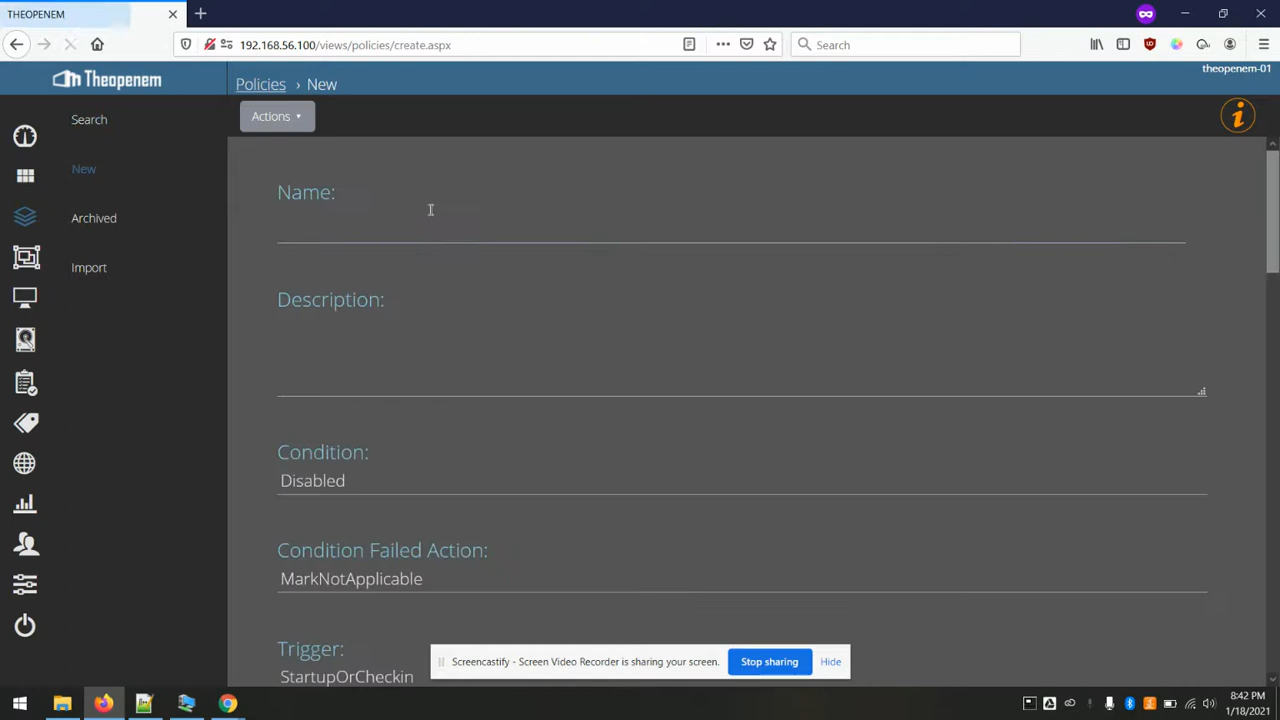 THEOPENEM
192.168.56.100/views/policies/create.aspx
Search
theopenem-01
Theopenem
Policies › New
Search
Actions
New
Archived
Import
Name:
Description:
Condition:
Disabled
Condition Failed Action:
MarkNotApplicable
Trigger:
StartupOrCheckin
Screencastify - Screen Video Recorder is sharing your screen.
Stop sharing
Hide
8:42 PM
1/18/2021